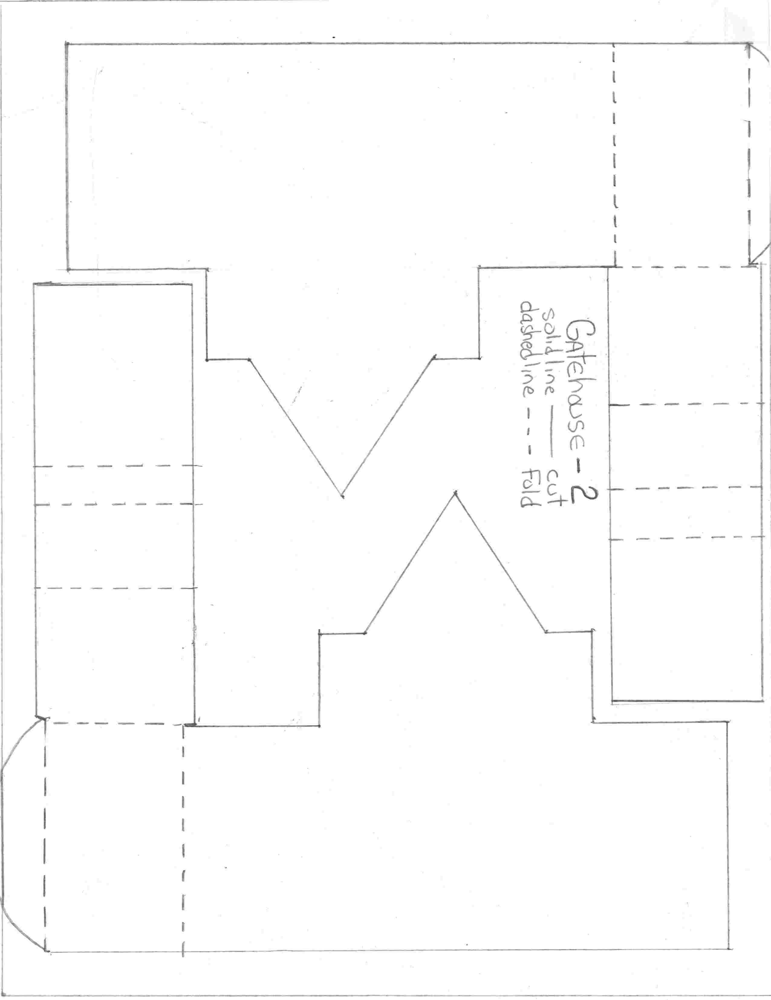 GATEhouse - 2
solid line —— cut
dashed line - - - Fold